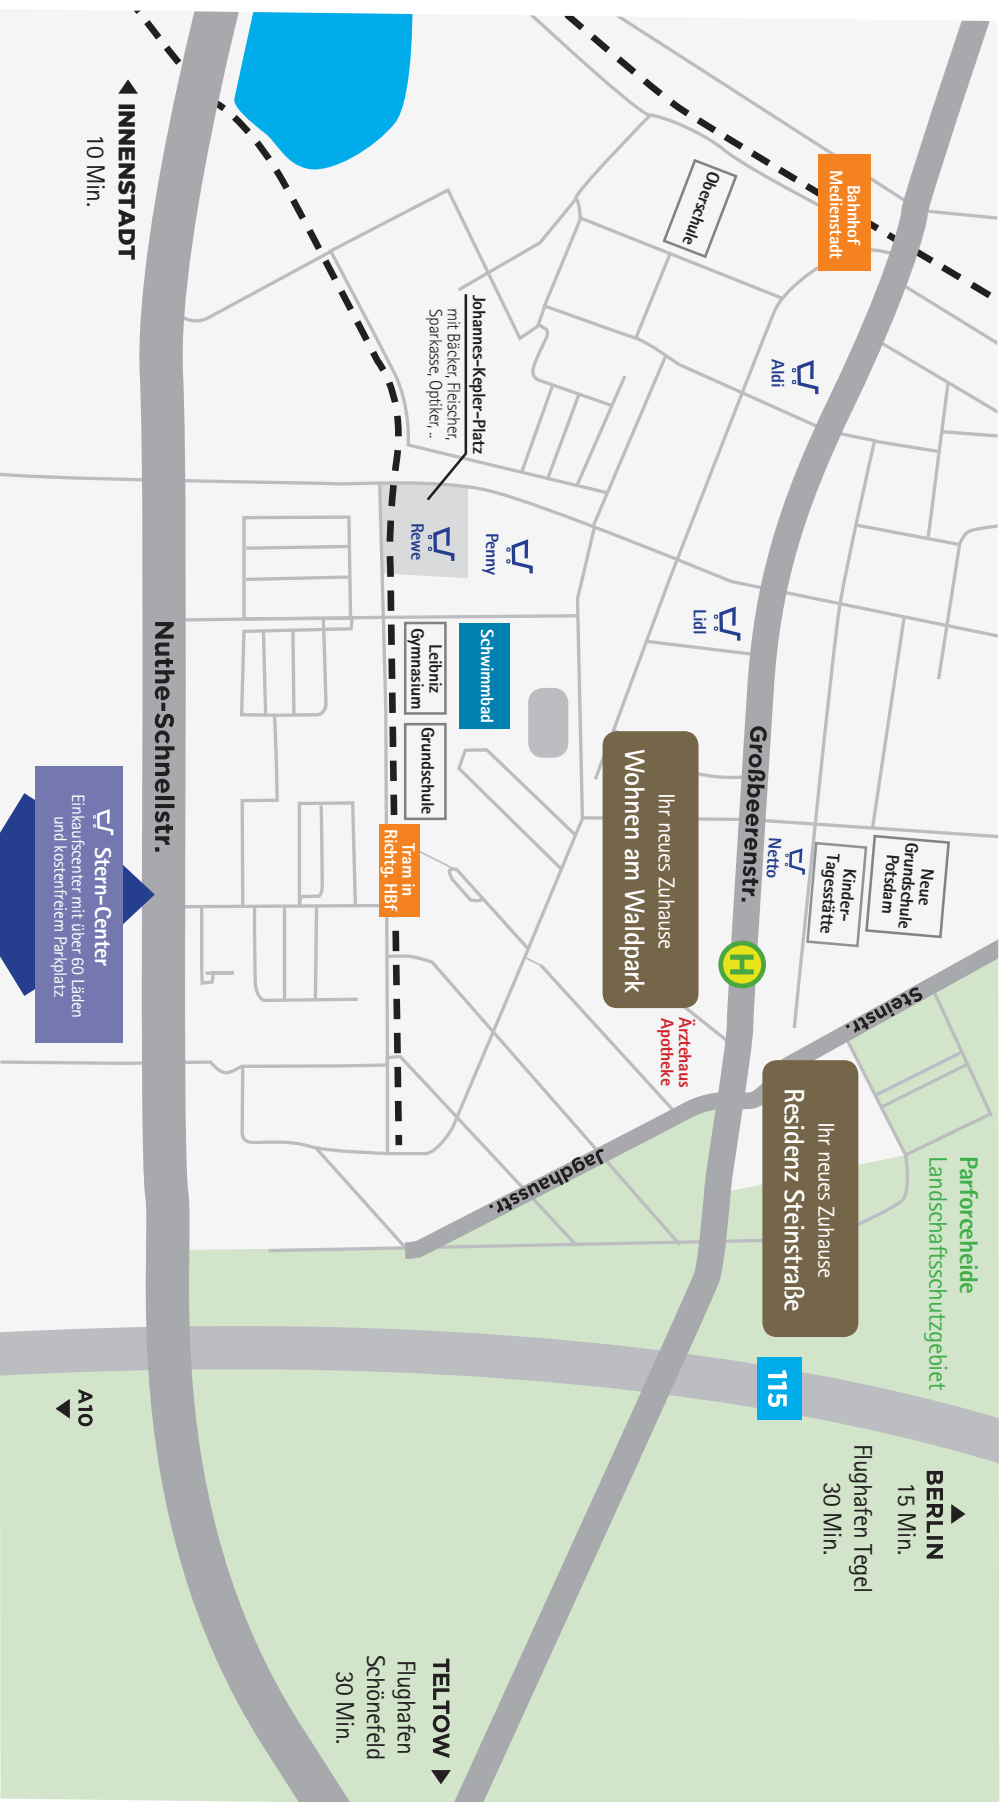 INNENSTADT
10 Min.
Bahnhof
Medienstadt
Oberschule
Aldi
Johannes-Kepler-Platz
mit Bäcker, Fleischer,
Sparkasse, Optiker, ..
Rewe
Penny
Lidl
Schwimmbad
Leibniz
Gymnasium
Grundschule
Tram in
Richtg. HBf
Nuthe-Schnellstr.
Stern-Center
Einkaufscenter mit über 60 Läden
und kostenfreiem Parkplatz
Großbeerenstr.
Ihr neues Zuhause
Wohnen am Waldpark
Netto
Kinder-
Tagesstätte
Neue
Grundschule
Potsdam
H
Ärztehaus
Apotheke
Steinstr.
Jagdhausstr.
Ihr neues Zuhause
Residenz Steinstraße
Parforceheide
Landschaftsschutzgebiet
115
A10
BERLIN
15 Min.
Flughafen Tegel
30 Min.
TELTOW
Flughafen
Schönefeld
30 Min.